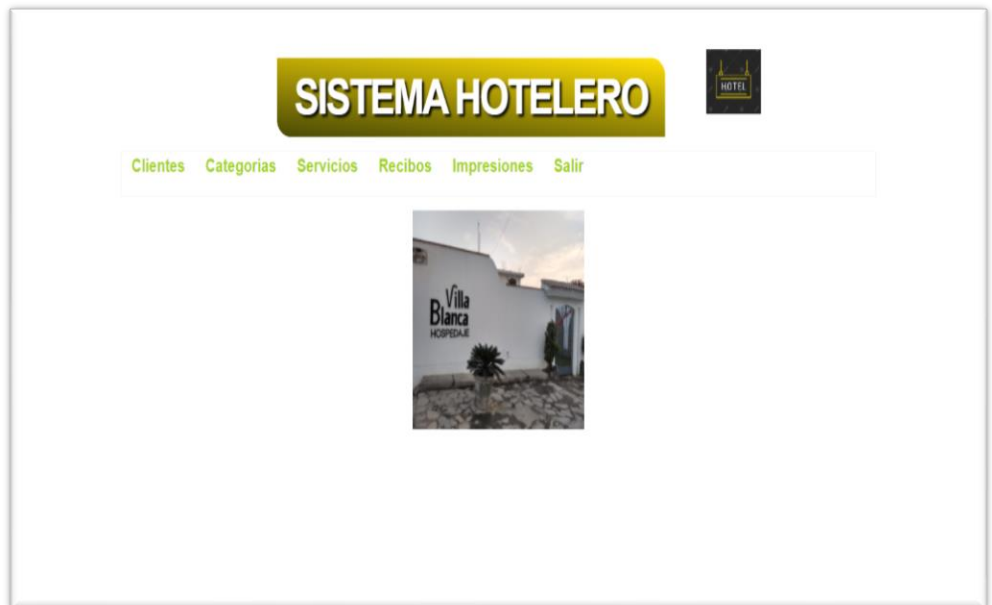 SISTEMA HOTELERO
HOTEL
Clientes Categorias Servicios Recibos Impresiones Salir
Villa
Blanca
HOSPEDAJE